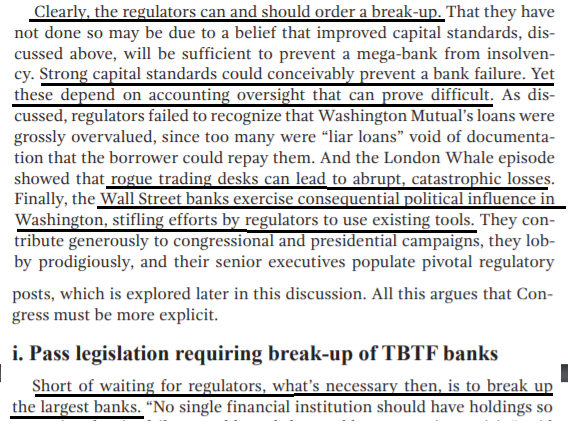 Clearly, the regulators can and should order a break-up. That they have
not done so may be due to a belief that improved capital standards, dis-
cussed above, will be sufficient to prevent a mega-bank from insolven-
cy. Strong capital standards could conceivably prevent a bank failure. Yet
these depend on accounting oversight that can prove difficult. As dis-
cussed, regulators failed to recognize that Washington Mutual's loans were
grossly overvalued, since too many were “liar loans” void of documenta-
tion that the borrower could repay them. And the London Whale episode
showed that rogue trading desks can lead to abrupt, catastrophic losses.
Finally, the Wall Street banks exercise consequential political influence in
Washington, stifling efforts by regulators to use existing tools. They con-
tribute generously to congressional and presidential campaigns, they lob-
by prodigiously, and their senior executives populate pivotal regulatory
posts, which is explored later in this discussion. All this argues that Con-
gress must be more explicit.
i. Pass legislation requiring break-up of TBTF banks
Short of waiting for regulators, what's necessary then, is to break up
the largest banks. “No single financial institution should have holdings so